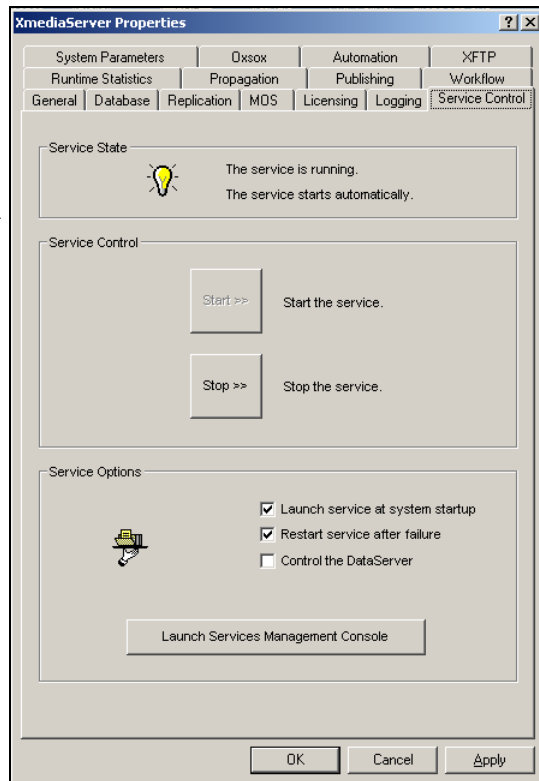 XmediaServer Properties
System Parameters Oxsox Automation XFTP
Runtime Statistics Propagation Publishing Workflow
General Database Replication MOS Licensing Logging Service Control
Service State
The service is running.
The service starts automatically.
Service Control
Start >> Start the service.
Stop >> Stop the service.
Service Options
Launch service at system startup
Restart service after failure
Control the DataServer
Launch Services Management Console
OK Cancel Apply